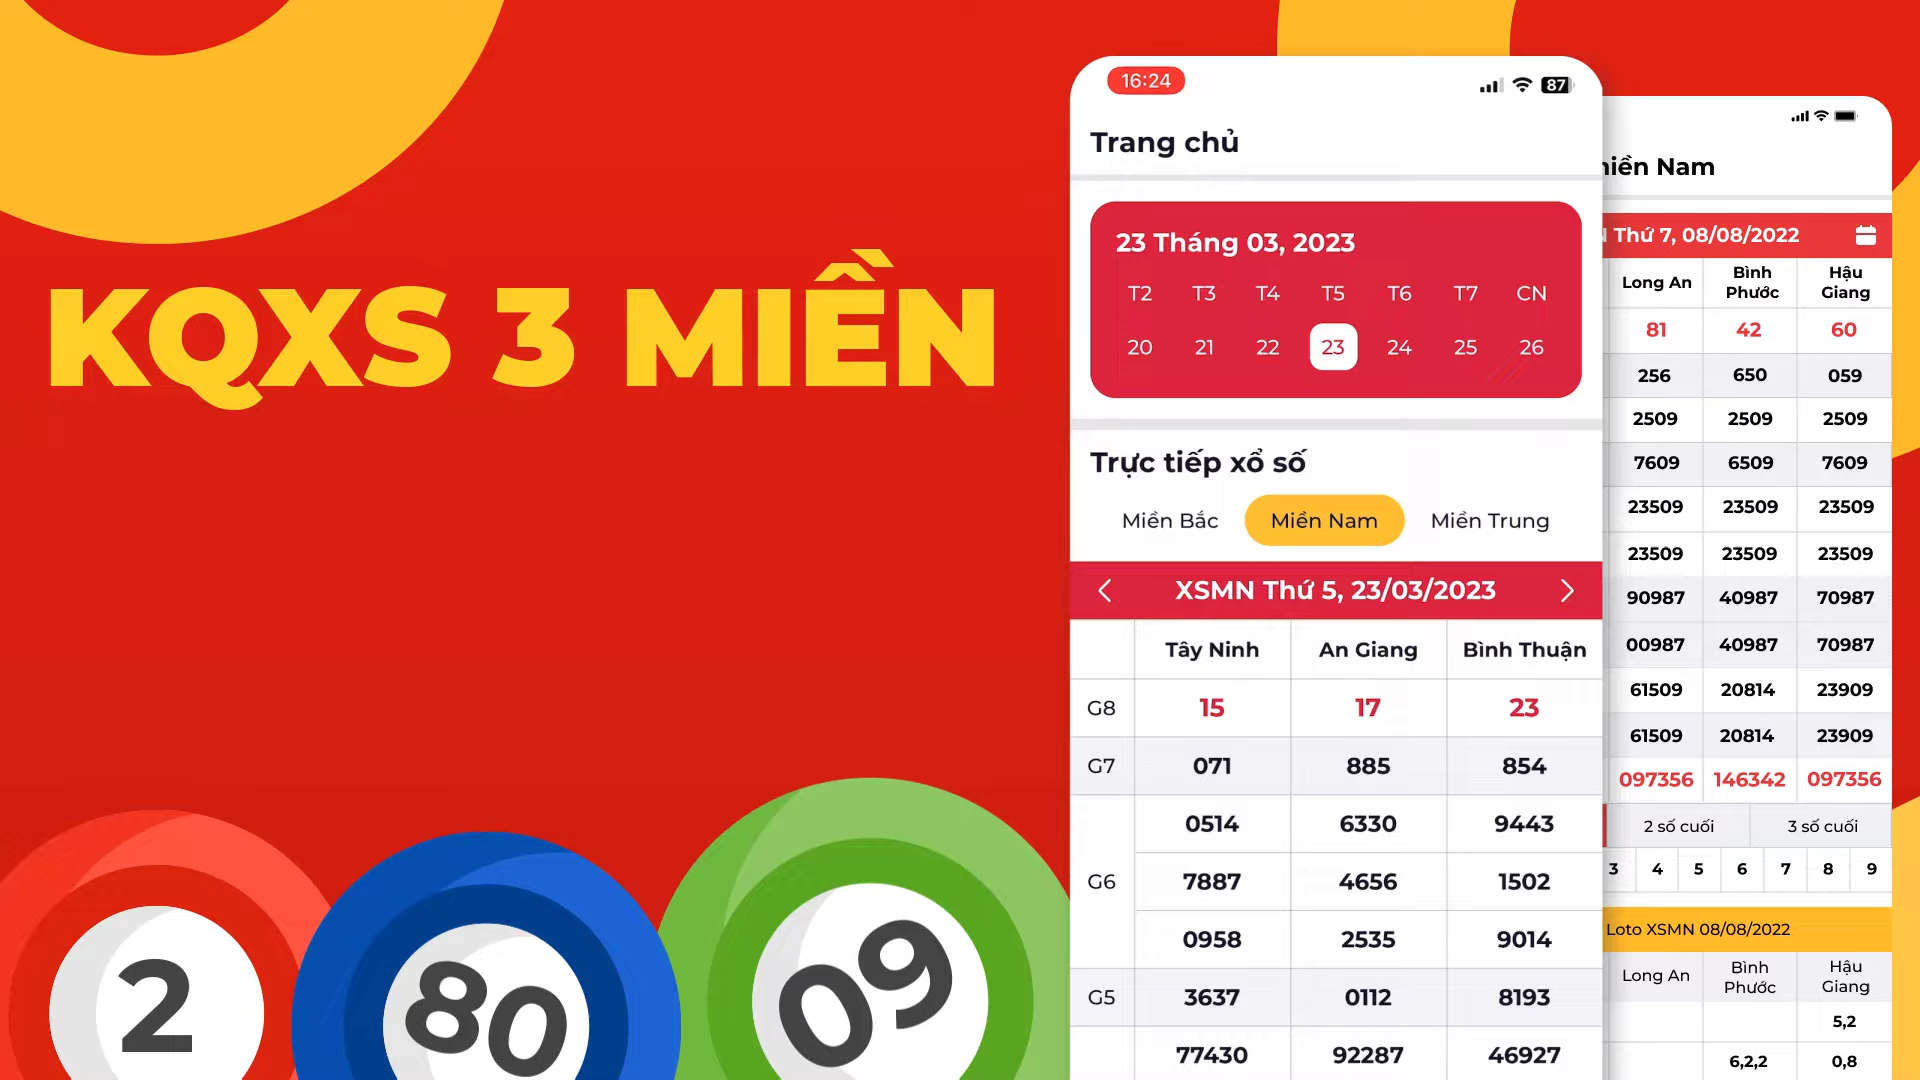 KQXS 3 MIỀN
2
80
09
16:24
87
Trang chủ
23 Tháng 03, 2023
T2 T3 T4 T5 T6 T7 CN
20 21 22 23 24 25 26
Trực tiếp xổ số
Miền Bắc Miền Nam Miền Trung
XSMN Thứ 5, 23/03/2023
Tây Ninh An Giang Bình Thuận
G8 15 17 23
G7 071 885 854
0514 6330 9443
G6 7887 4656 1502
0958 2535 9014
G5 3637 0112 8193
77430 92287 46927
Nam
Thứ 7, 08/08/2022
Long An Bình Phước Hậu Giang
81 42 60
256 650 059
2509 2509 2509
7609 6509 7609
23509 23509 23509
23509 23509 23509
90987 40987 70987
00987 40987 70987
61509 20814 23909
61509 20814 23909
097356 146342 097356
2 số cuối 3 số cuối
3 4 5 6 7 8 9
Loto XSMN 08/08/2022
Long An Bình Phước Hậu Giang
5,2
6,2,2 0,8